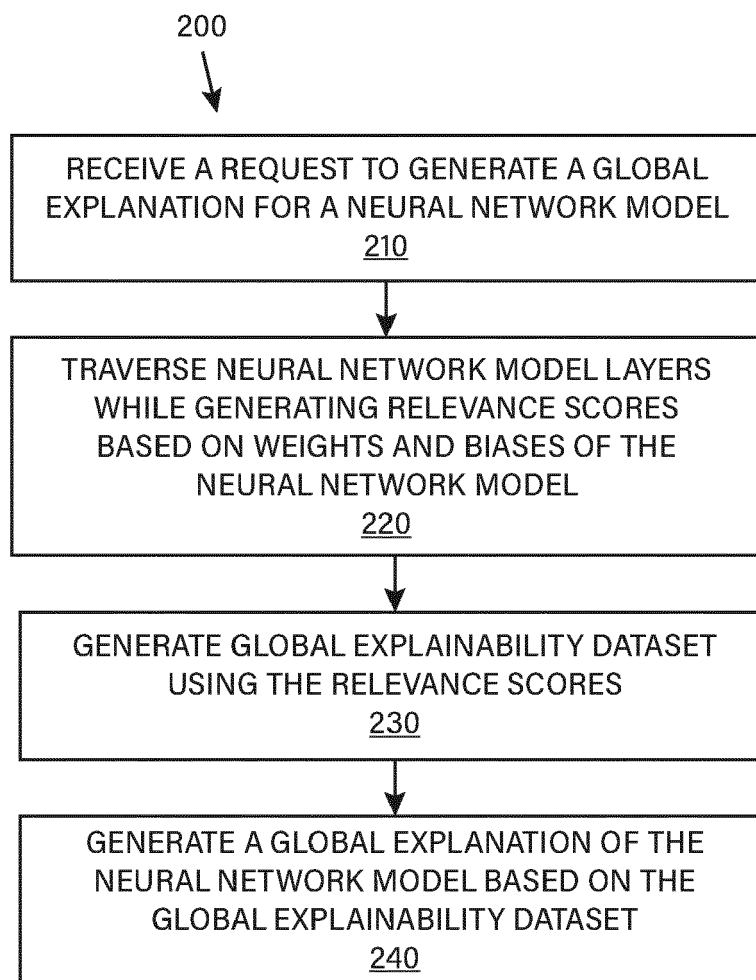 200
RECEIVE A REQUEST TO GENERATE A GLOBAL
EXPLANATION FOR A NEURAL NETWORK MODEL
210
TRAVERSE NEURAL NETWORK MODEL LAYERS
WHILE GENERATING RELEVANCE SCORES
BASED ON WEIGHTS AND BIASES OF THE
NEURAL NETWORK MODEL
220
GENERATE GLOBAL EXPLAINABILITY DATASET
USING THE RELEVANCE SCORES
230
GENERATE A GLOBAL EXPLANATION OF THE
NEURAL NETWORK MODEL BASED ON THE
GLOBAL EXPLAINABILITY DATASET
240